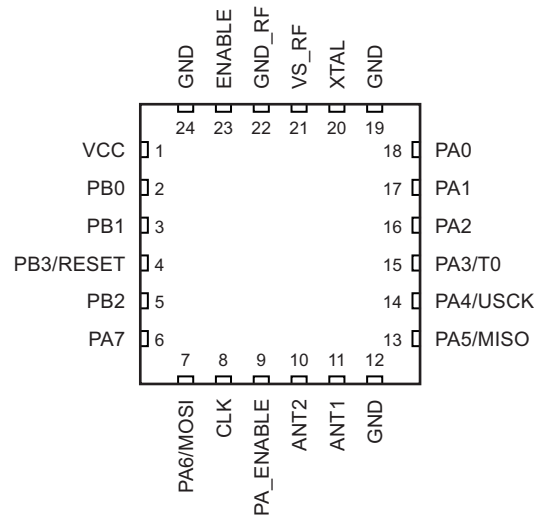 GND
ENABLE
GND_RF
VS_RF
XTAL
GND
24 23 22 21 20 19
VCC 1 18 PA0
PB0 2 17 PA1
PB1 3 16 PA2
PB3/RESET 4 15 PA3/T0
PB2 5 14 PA4/USCK
PA7 6 13 PA5/MISO
7 8 9 10 11 12
PA6/MOSI
CLK
PA_ENABLE
ANT2
ANT1
GND